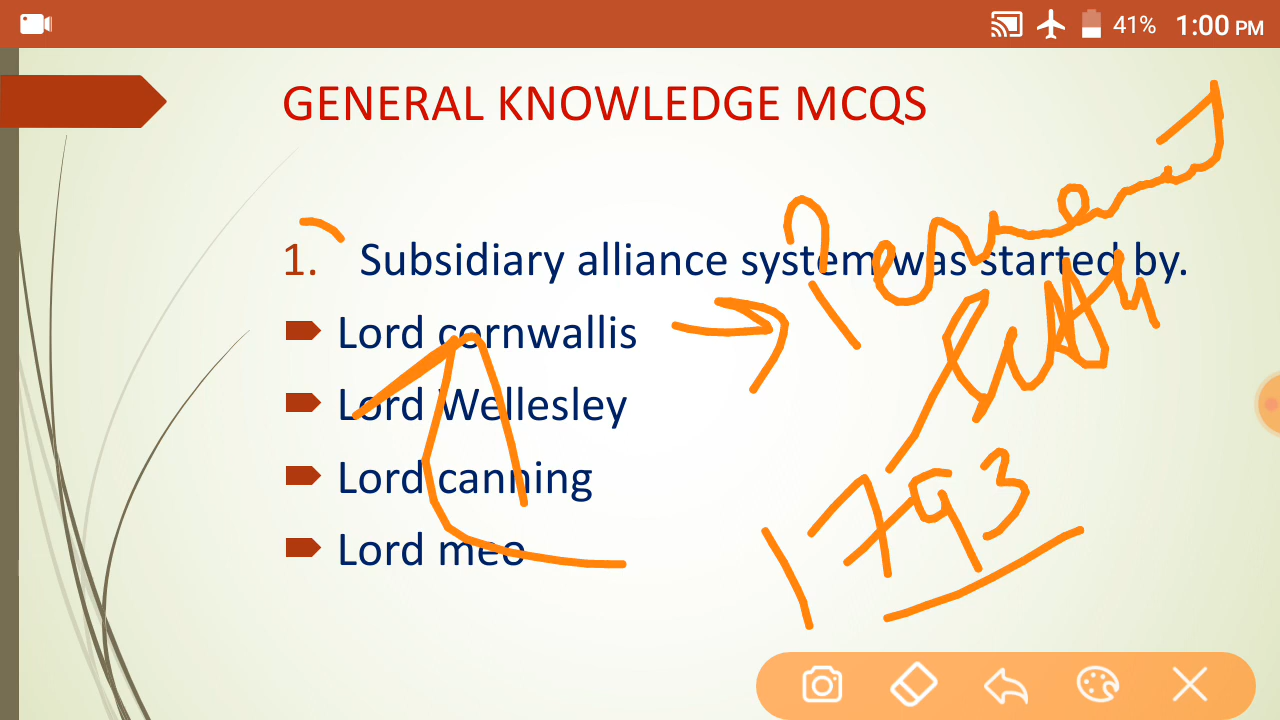 41% 1:00 PM
GENERAL KNOWLEDGE MCQS
1. Subsidiary alliance system was started by.
Lord cornwallis
Lord Wellesley
Lord canning
Lord meo
1793